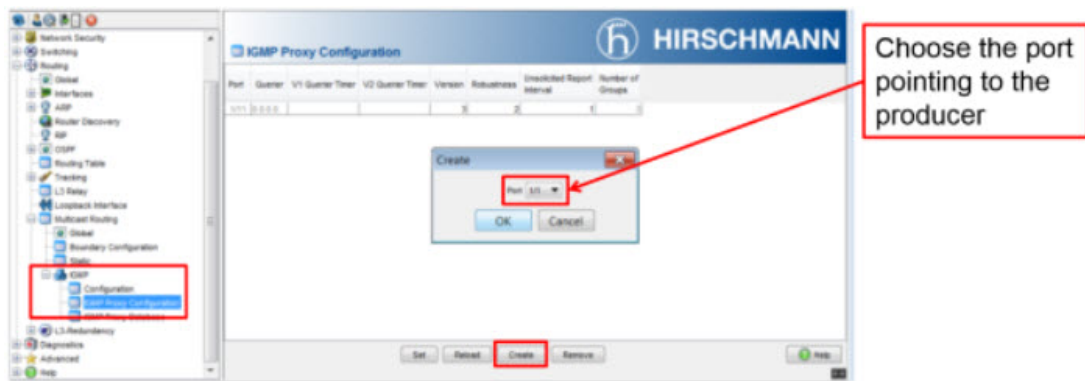 Network Security
Switching
Routing
Global
Interfaces
ARP
Router Discovery
RIP
OSPF
Routing Table
Tracking
L3 Relay
Loopback Interface
Multicast Routing
Global
Boundary Configuration
Static
IGMP
Configuration
IGMP Proxy Configuration
IGMP Proxy Database
L3-Redundancy
Diagnostics
Advanced
Help
IGMP Proxy Configuration
HIRSCHMANN
Port Querier V1 Querier Timer V2 Querier Timer Version Robustness Unsolicited Report Interval Number of Groups
1/11 0.0.0.0 3 2 1
Create
Port 1/1
OK Cancel
Set Reload Create Remove Help
Choose the port
pointing to the
producer